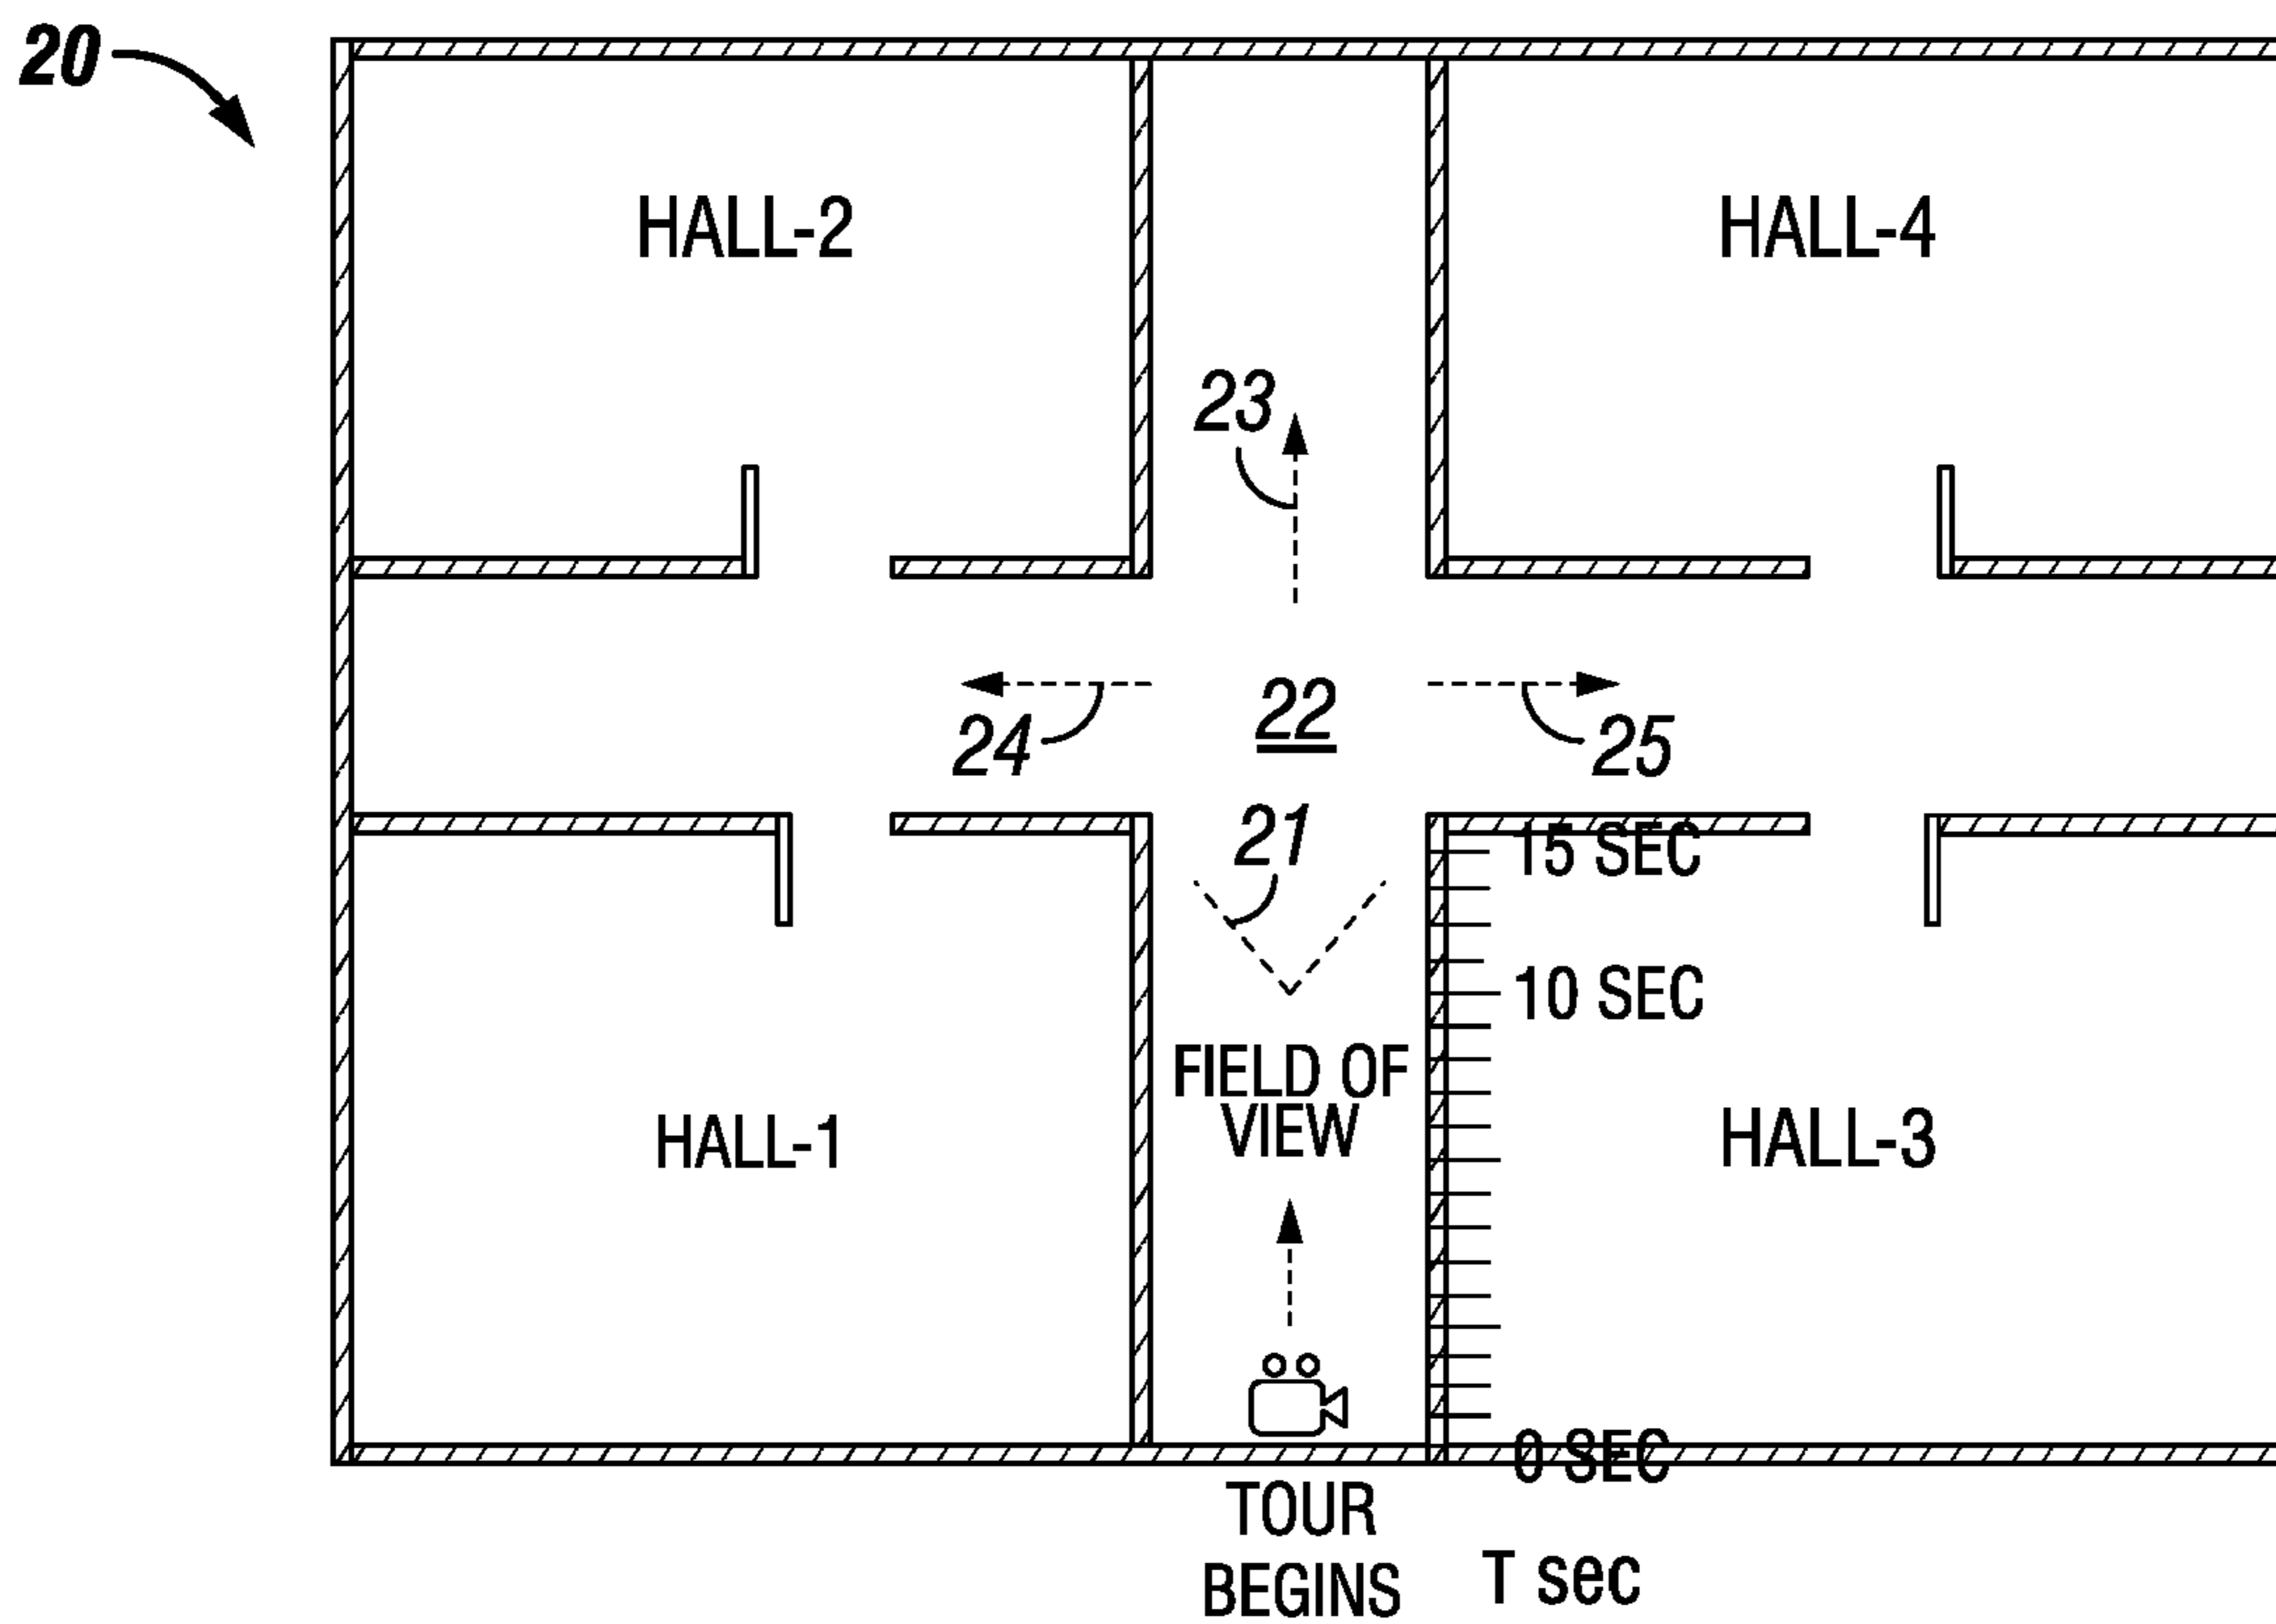 20
HALL-2
HALL-4
23
24
22
25
21
15 SEC
10 SEC
FIELD OF
VIEW
HALL-1
HALL-3
0 SEC
TOUR
BEGINS
T sec